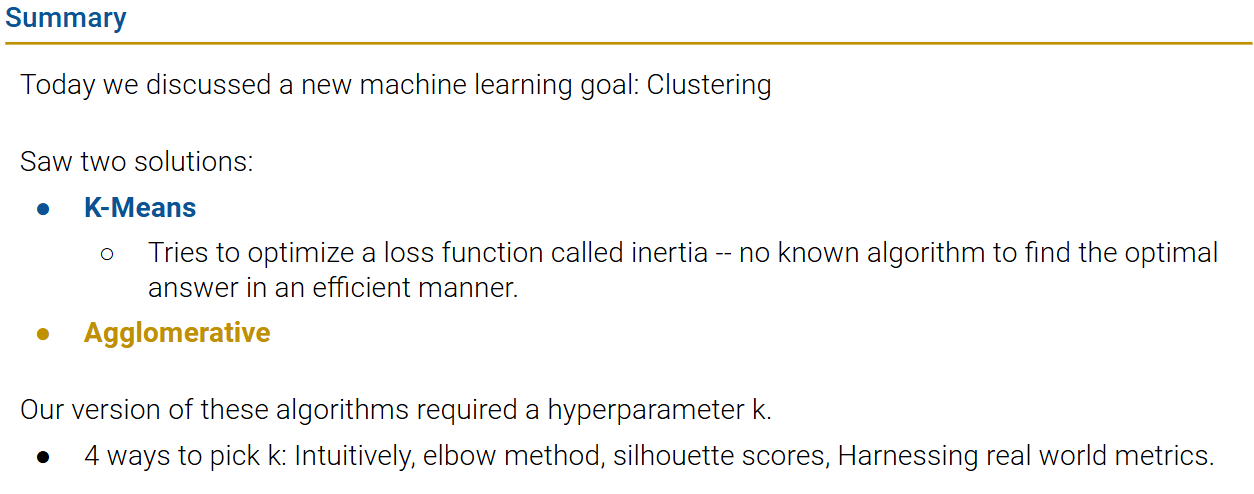 Summary
Today we discussed a new machine learning goal: Clustering
Saw two solutions:
● K-Means
○ Tries to optimize a loss function called inertia -- no known algorithm to find the optimal
answer in an efficient manner.
● Agglomerative
Our version of these algorithms required a hyperparameter k.
● 4 ways to pick k: Intuitively, elbow method, silhouette scores, Harnessing real world metrics.